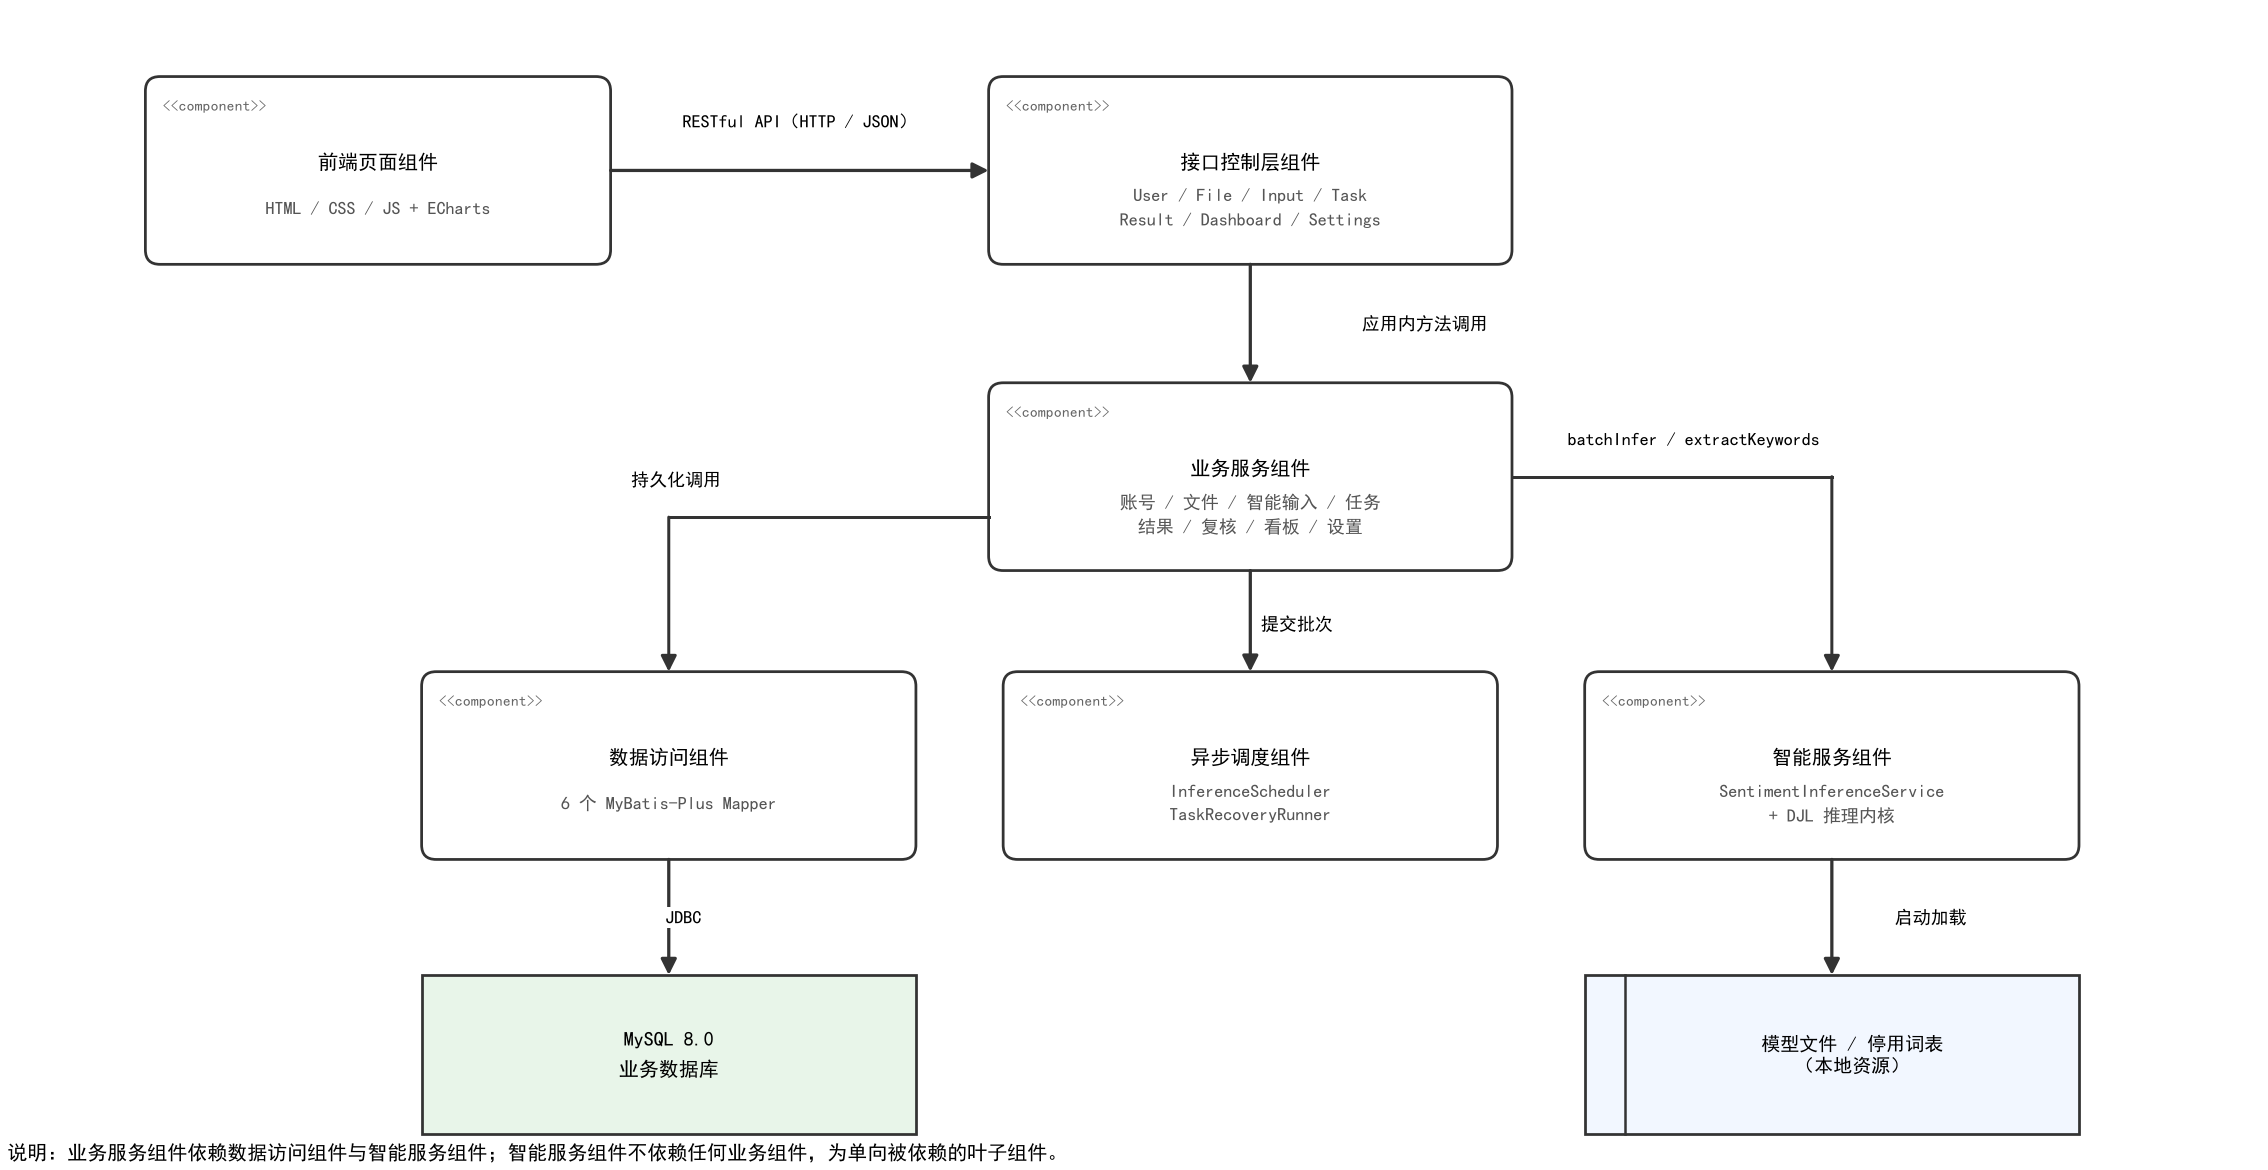 <<component>>
前端页面组件
HTML / CSS / JS + ECharts
RESTful API（HTTP / JSON）
<<component>>
接口控制层组件
User / File / Input / Task
Result / Dashboard / Settings
应用内方法调用
<<component>>
业务服务组件
账号 / 文件 / 智能输入 / 任务
结果 / 复核 / 看板 / 设置
batchInfer / extractKeywords
持久化调用
提交批次
<<component>>
数据访问组件
6 个 MyBatis-Plus Mapper
<<component>>
异步调度组件
InferenceScheduler
TaskRecoveryRunner
<<component>>
智能服务组件
SentimentInferenceService
+ DJL 推理内核
JDBC
启动加载
MySQL 8.0
业务数据库
模型文件 / 停用词表
（本地资源）
说明：业务服务组件依赖数据访问组件与智能服务组件；智能服务组件不依赖任何业务组件，为单向被依赖的叶子组件。